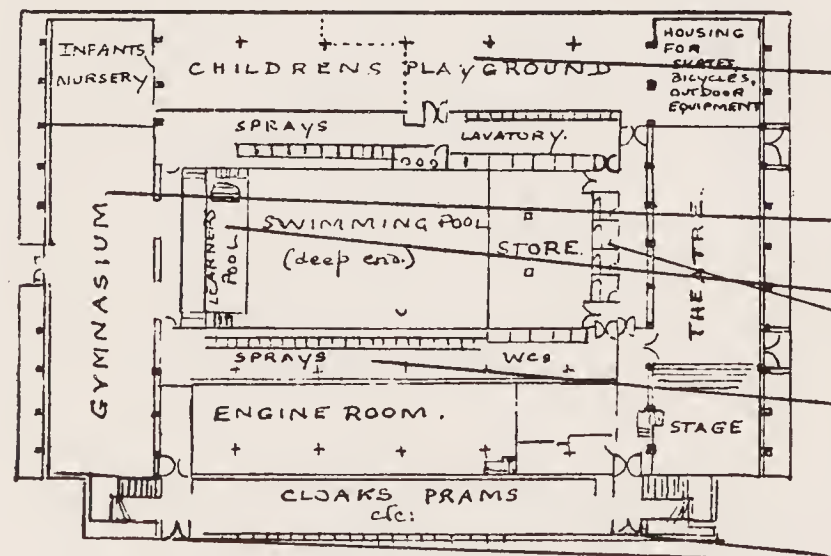 INFANTS
NURSERY
CHILDRENS PLAYGROUND
HOUSING
FOR
SKATES,
BICYCLES,
OUTDOOR
EQUIPMENT
SPRAYS
LAVATORY.
GYMNASIUM
LEARNERS
POOL
SWIMMING POOL
(deep end.)
STORE.
THEATRE.
SPRAYS
WCs
ENGINE ROOM.
STAGE
CLOAKS PRAMS
etc: